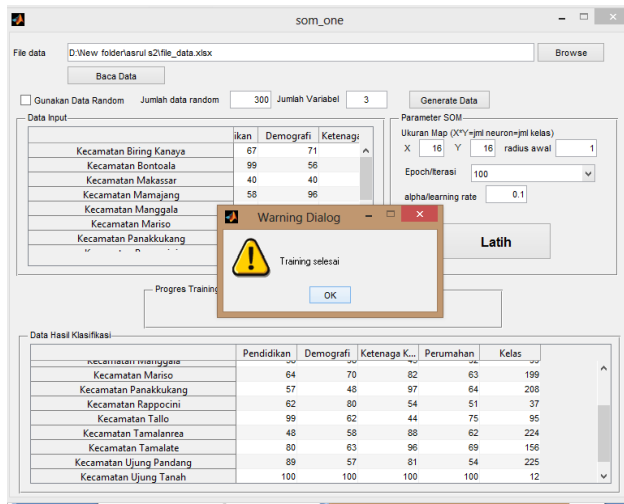 som_one
File data D:\New folder\asrul s2\file_data.xlsx Browse
Baca Data
Gunakan Data Random Jumlah data random 300 Jumlah Variabel 3 Generate Data
Data Input
ikan Demografi Ketenaga
Kecamatan Biring Kanaya 67 71
Kecamatan Bontoala 99 56
Kecamatan Makassar 40 40
Kecamatan Mamajang 58 96
Kecamatan Manggala
Kecamatan Mariso
Kecamatan Panakkukang
Parameter SOM
Ukuran Map (X*Y=jml neuron=jml kelas)
X 16 Y 16 radius awal 1
Epoch/Iterasi 100
alpha/learning rate 0.1
Latih
Warning Dialog
Training selesai
OK
Progres Training
Data Hasil Klasifikasi
Pendidikan Demografi Ketenaga K... Perumahan Kelas
Kecamatan Manggala
Kecamatan Mariso 64 70 82 63 199
Kecamatan Panakkukang 57 48 97 64 208
Kecamatan Rappocini 62 80 54 51 37
Kecamatan Tallo 99 62 44 75 95
Kecamatan Tamalanrea 48 58 88 62 224
Kecamatan Tamalate 80 63 96 69 156
Kecamatan Ujung Pandang 89 57 81 54 225
Kecamatan Ujung Tanah 100 100 100 100 12